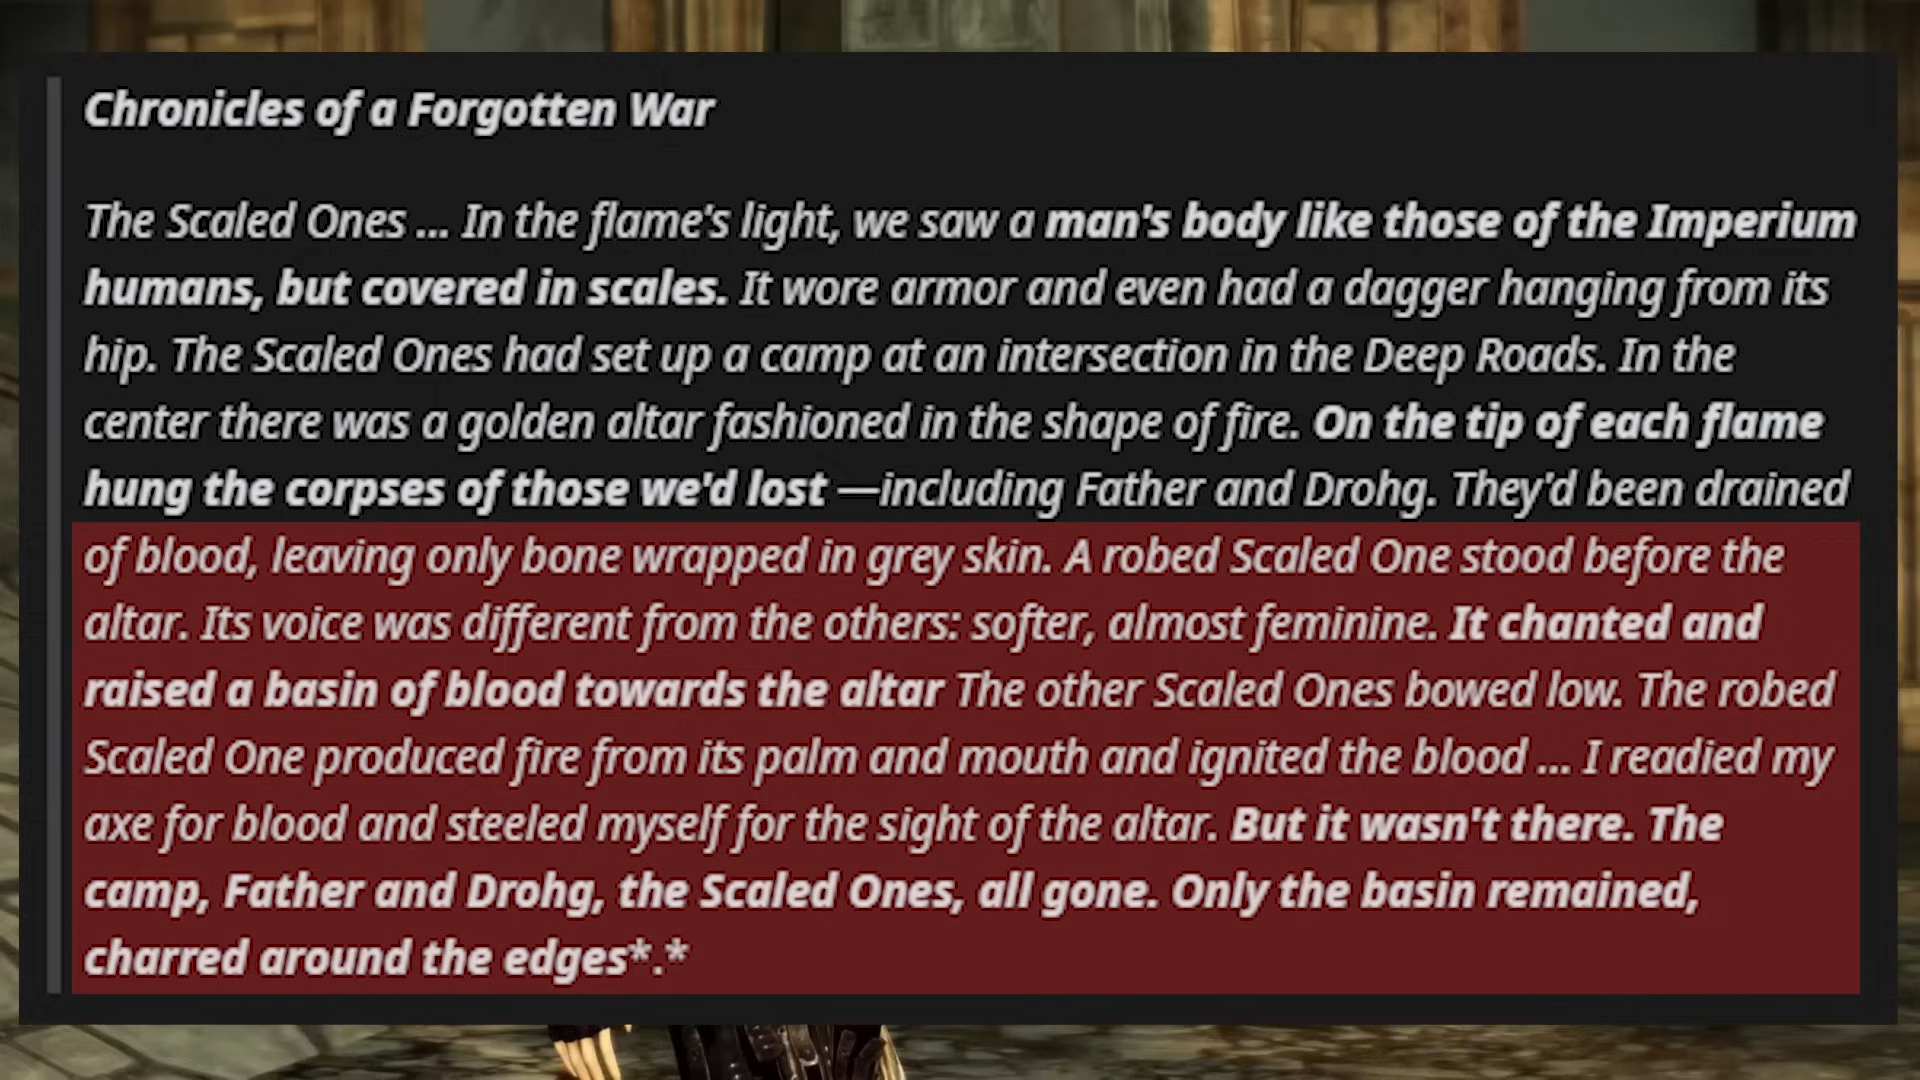 Chronicles of a Forgotten War
The Scaled Ones ... In the flame's light, we saw a man's body like those of the Imperium
humans, but covered in scales. It wore armor and even had a dagger hanging from its
hip. The Scaled Ones had set up a camp at an intersection in the Deep Roads. In the
center there was a golden altar fashioned in the shape of fire. On the tip of each flame
hung the corpses of those we'd lost —including Father and Drohg. They'd been drained
of blood, leaving only bone wrapped in grey skin. A robed Scaled One stood before the
altar. Its voice was different from the others: softer, almost feminine. It chanted and
raised a basin of blood towards the altar The other Scaled Ones bowed low. The robed
Scaled One produced fire from its palm and mouth and ignited the blood ... I readied my
axe for blood and steeled myself for the sight of the altar. But it wasn't there. The
camp, Father and Drohg, the Scaled Ones, all gone. Only the basin remained,
charred around the edges*.*